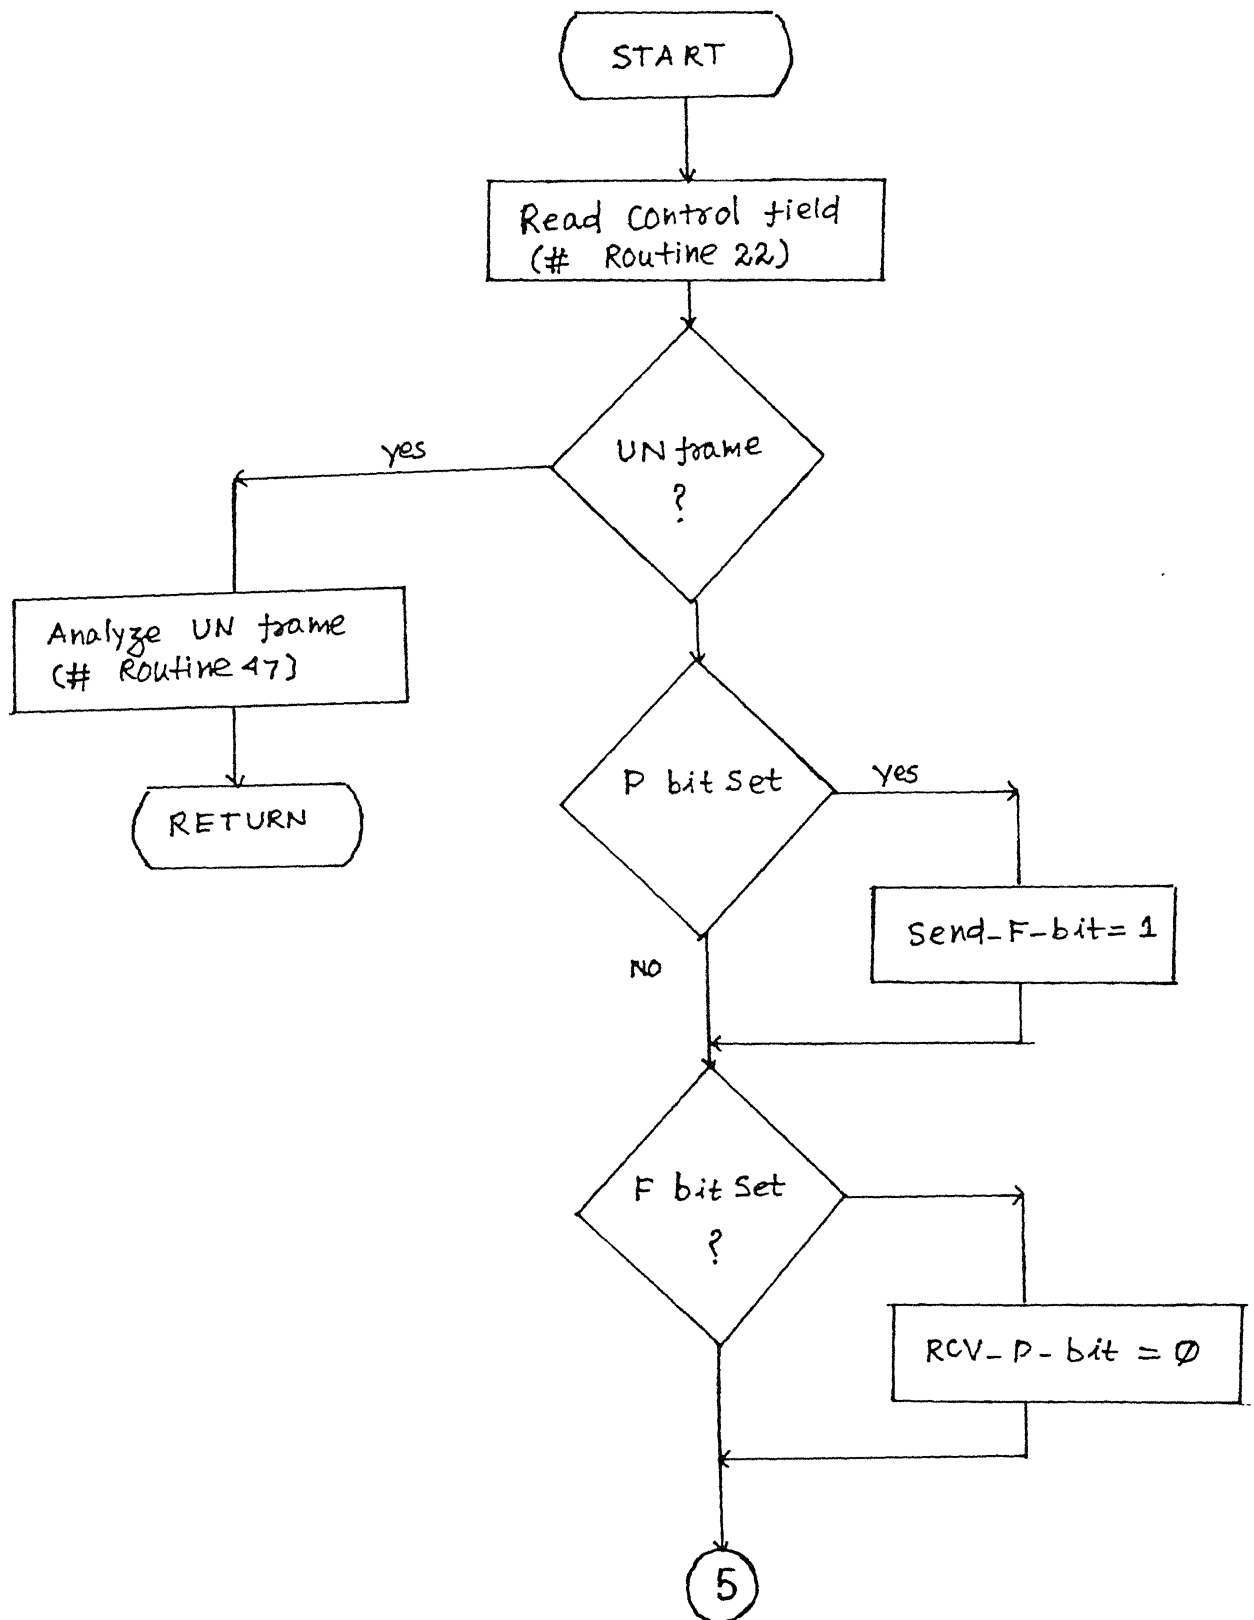 START
Read Control field
(# Routine 22)
UN frame
?
yes
Analyze UN frame
(# Routine 47)
RETURN
P bit Set
yes
Send_F_bit = 1
NO
F bit Set
?
RCV_P_bit = Ø
5